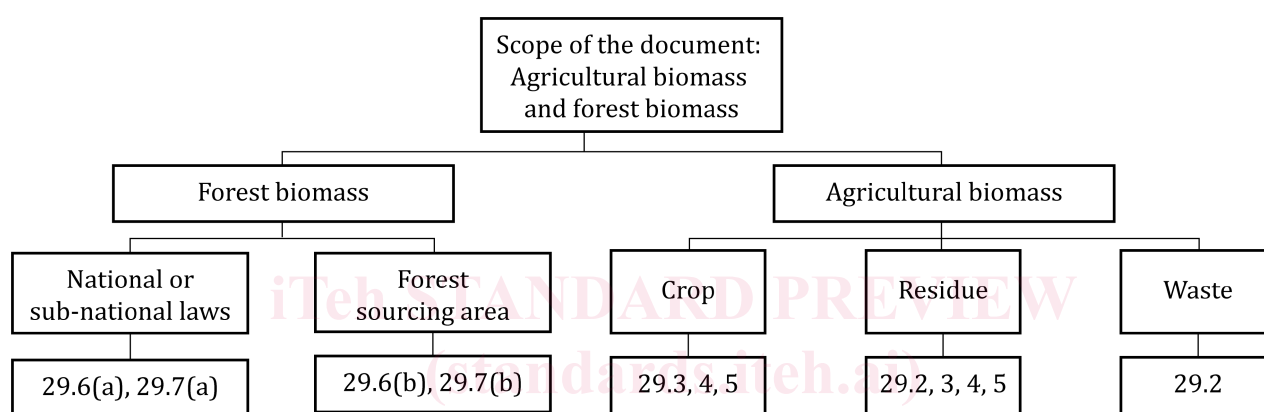 Scope of the document:
Agricultural biomass
and forest biomass
Forest biomass
Agricultural biomass
National or
sub-national laws
Forest
sourcing area
Crop
Residue
Waste
iTeh STANDARD PREVIEW
(standards.iteh.ai)
29.6(a), 29.7(a)
29.6(b), 29.7(b)
29.3, 4, 5
29.2, 3, 4, 5
29.2